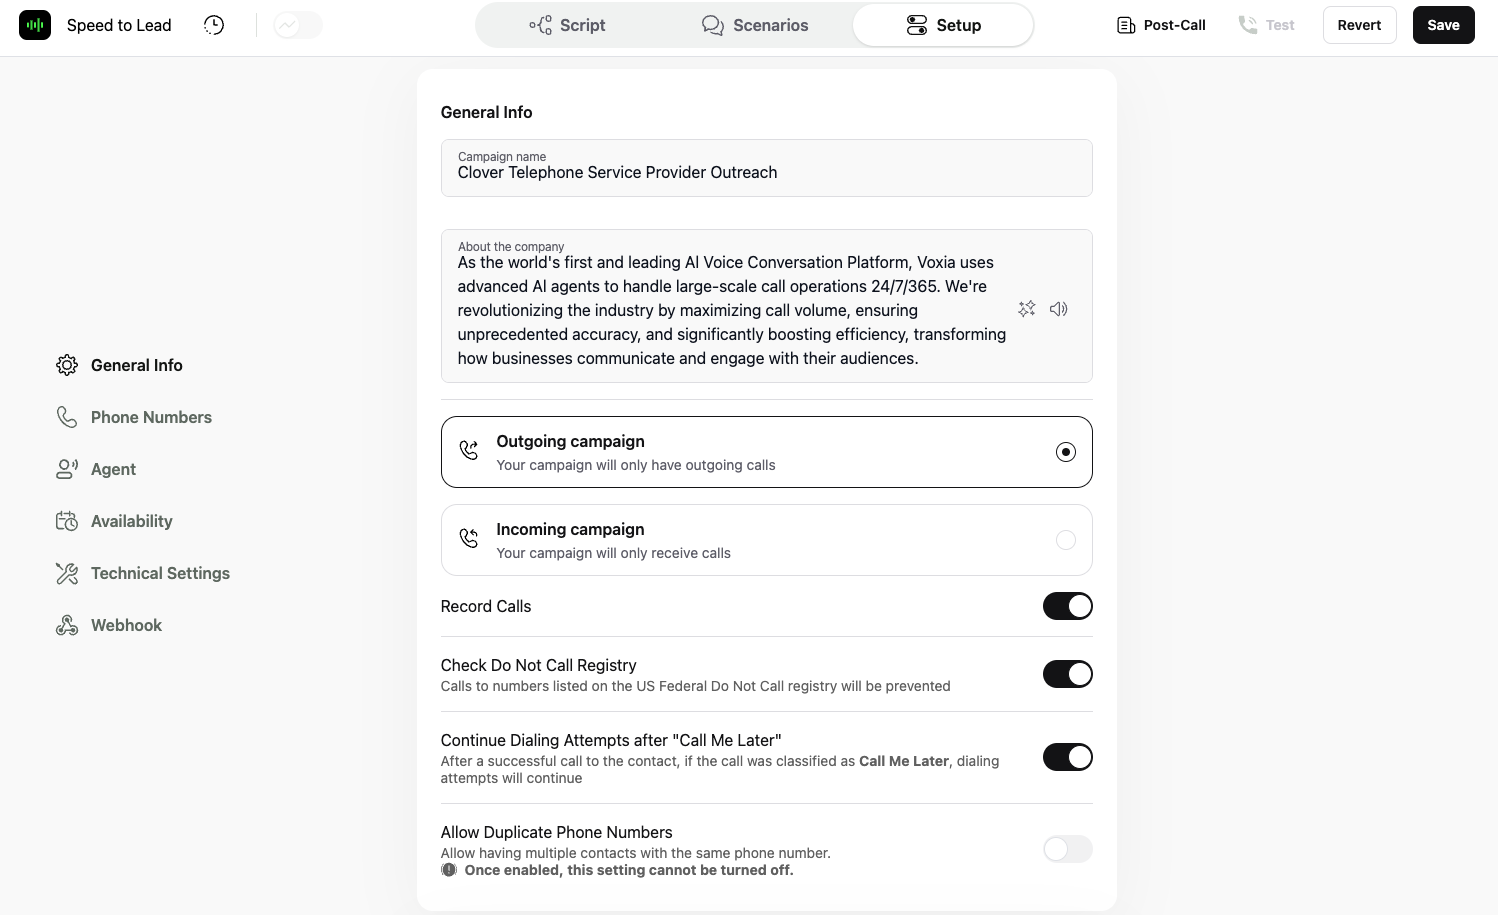 Speed to Lead
Script
Scenarios
Setup
Post-Call
Test
Revert
Save
General Info
Phone Numbers
Agent
Availability
Technical Settings
Webhook
General Info
Campaign name
Clover Telephone Service Provider Outreach
About the company
As the world's first and leading AI Voice Conversation Platform, Voxia uses
advanced AI agents to handle large-scale call operations 24/7/365. We're
revolutionizing the industry by maximizing call volume, ensuring
unprecedented accuracy, and significantly boosting efficiency, transforming
how businesses communicate and engage with their audiences.
Outgoing campaign
Your campaign will only have outgoing calls
Incoming campaign
Your campaign will only receive calls
Record Calls
Check Do Not Call Registry
Calls to numbers listed on the US Federal Do Not Call registry will be prevented
Continue Dialing Attempts after "Call Me Later"
After a successful call to the contact, if the call was classified as Call Me Later, dialing
attempts will continue
Allow Duplicate Phone Numbers
Allow having multiple contacts with the same phone number.
Once enabled, this setting cannot be turned off.